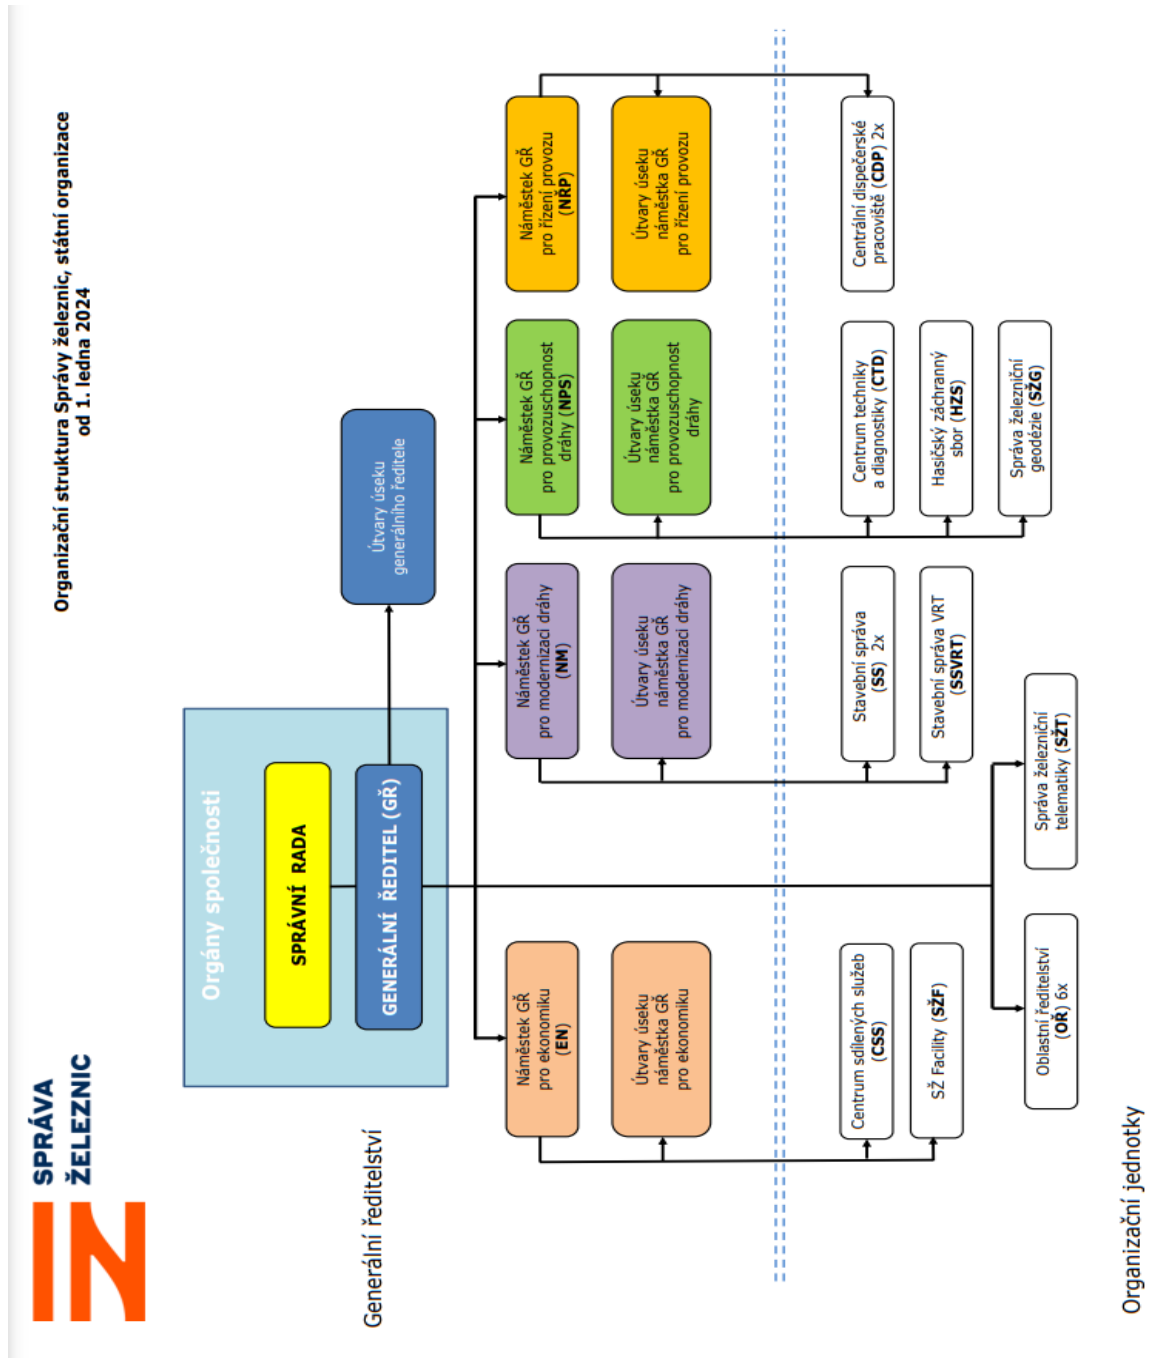 SPRÁVA
ŽELEZNIC
Organizační struktura Správy železnic, státní organizace
od 1. ledna 2024
Orgány společnosti
SPRÁVNÍ RADA
GENERÁLNÍ ŘEDITEL (GŘ)
Generální ředitelství
Útvary úseku
generálního ředitele
Náměstek GŘ
pro ekonomiku
(EN)
Náměstek GŘ
pro modernizaci dráhy
(NM)
Náměstek GŘ
pro provozuschopnost
dráhy (NPS)
Náměstek GŘ
pro řízení provozu
(NŘP)
Útvary úseku
náměstka GŘ
pro ekonomiku
Útvary úseku
náměstka GŘ
pro modernizaci dráhy
Útvary úseku
náměstka GŘ
pro provozuschopnost
dráhy
Útvary úseku
náměstka GŘ
pro řízení provozu
Centrum sdílených služeb
(CSS)
Stavební správa
(SS) 2x
Centrum techniky
a diagnostiky (CTD)
Centrální dispečerské
pracoviště (CDP) 2x
SŽ Facility (SŽF)
Stavební správa VRT
(SSVRT)
Hasičský záchranný
sbor (HZS)
Oblastní ředitelství
(OŘ) 6x
Správa železniční
telematiky (SŽT)
Správa železniční
geodézie (SŽG)
Organizační jednotky